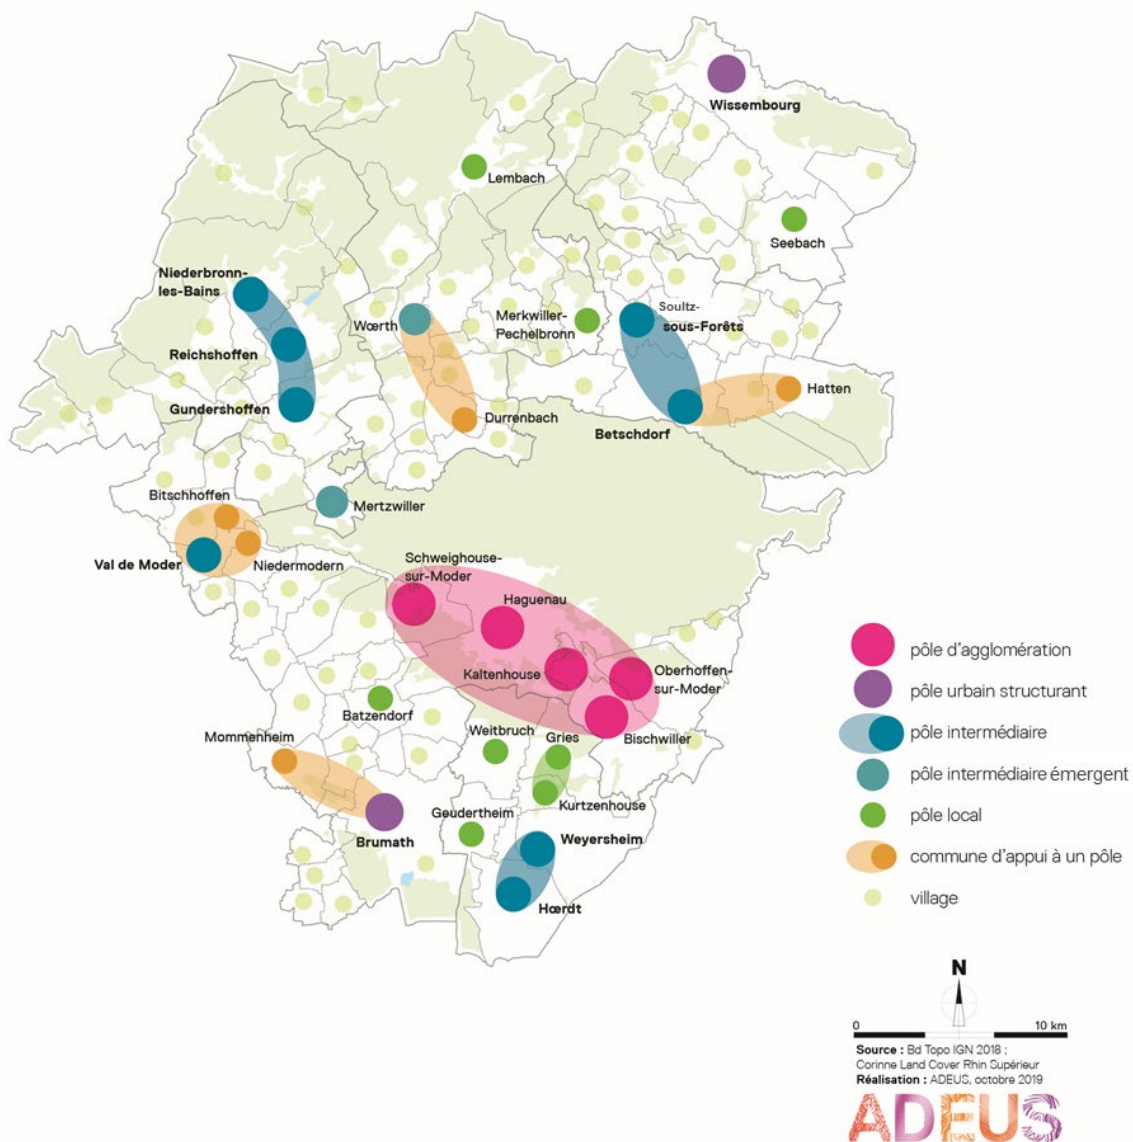 Wissembourg
Lembach
Seebach
Niederbronn-
les-Bains
Wœrth
Merkwiller-
Pechelbronn
Soultz-
sous-Forêts
Reichshoffen
Gundershoffen
Durrenbach
Hatten
Betschdorf
Bitschhoffen
Mertzwiller
Val de Moder
Niedermodern
Schweighouse-
sur-Moder
Haguenau
Kaltenhouse
Oberhoffen-
sur-Moder
Batzendorf
Bischwiller
Weitbruch
Gries
Mommenheim
Kurtzenhouse
Geudertheim
Brumath
Weyersheim
Hœrdt
pôle d'agglomération
pôle urbain structurant
pôle intermédiaire
pôle intermédiaire émergent
pôle local
commune d'appui à un pôle
village
N
0 10 km
Source : Bd Topo IGN 2018 ;
Corinne Land Cover Rhin Supérieur
Réalisation : ADEUS, octobre 2019
ADEUS